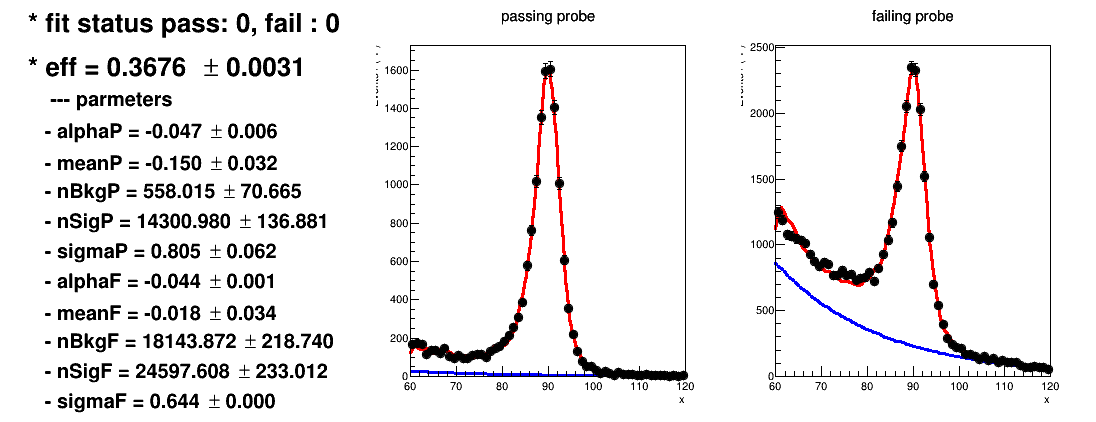 * fit status pass: 0, fail : 0
* eff = 0.3676 ± 0.0031
--- parmeters
- alphaP = -0.047 ± 0.006
- meanP = -0.150 ± 0.032
- nBkgP = 558.015 ± 70.665
- nSigP = 14300.980 ± 136.881
- sigmaP = 0.805 ± 0.062
- alphaF = -0.044 ± 0.001
- meanF = -0.018 ± 0.034
- nBkgF = 18143.872 ± 218.740
- nSigF = 24597.608 ± 233.012
- sigmaF = 0.644 ± 0.000
passing probe
1600
1400
1200
1000
800
600
400
200
0
60 70 80 90 100 110 120
x
failing probe
2500
2000
1500
1000
500
0
60 70 80 90 100 110 120
x